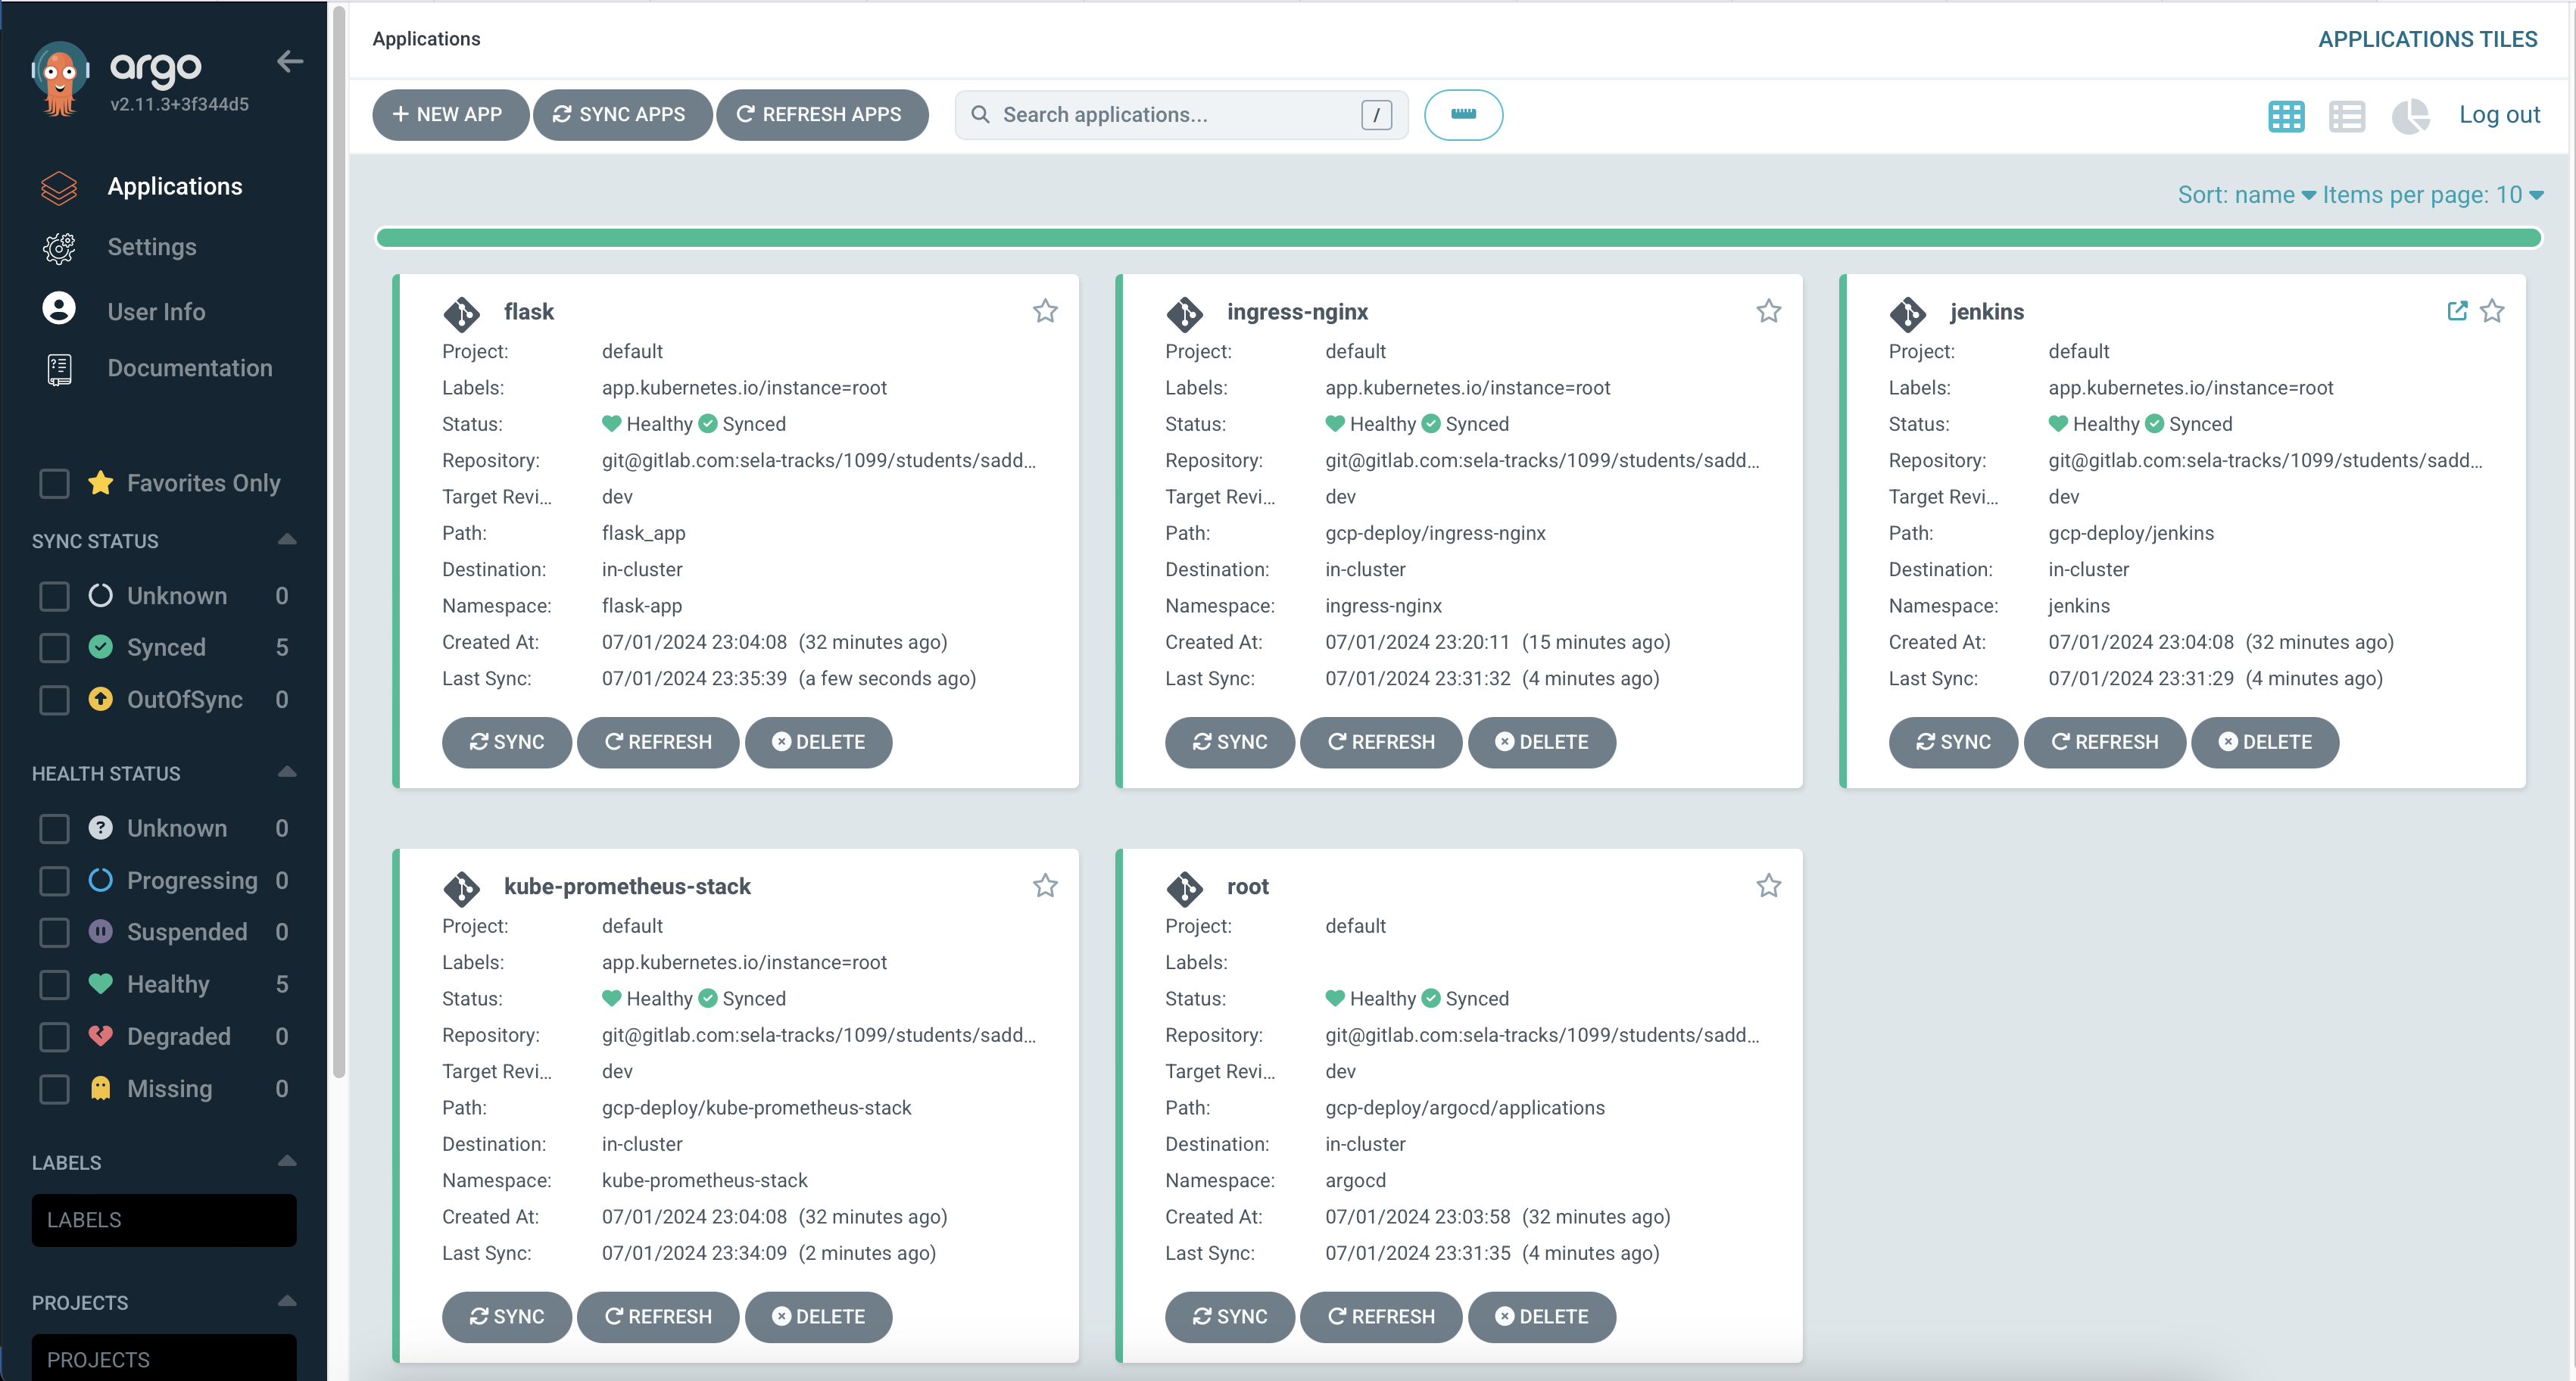 argo
v2.11.3+3f344d5
Applications
Settings
User Info
Documentation
Favorites Only
SYNC STATUS
Unknown 0
Synced 5
OutOfSync 0
HEALTH STATUS
Unknown 0
Progressing 0
Suspended 0
Healthy 5
Degraded 0
Missing 0
LABELS
LABELS
PROJECTS
PROJECTS
Applications
APPLICATIONS TILES
+ NEW APP SYNC APPS REFRESH APPS Search applications... / Log out
Sort: name Items per page: 10
flask
Project: default
Labels: app.kubernetes.io/instance=root
Status: Healthy Synced
Repository: git@gitlab.com:sela-tracks/1099/students/sadd...
Target Revi... dev
Path: flask_app
Destination: in-cluster
Namespace: flask-app
Created At: 07/01/2024 23:04:08 (32 minutes ago)
Last Sync: 07/01/2024 23:35:39 (a few seconds ago)
SYNC REFRESH DELETE
ingress-nginx
Project: default
Labels: app.kubernetes.io/instance=root
Status: Healthy Synced
Repository: git@gitlab.com:sela-tracks/1099/students/sadd...
Target Revi... dev
Path: gcp-deploy/ingress-nginx
Destination: in-cluster
Namespace: ingress-nginx
Created At: 07/01/2024 23:20:11 (15 minutes ago)
Last Sync: 07/01/2024 23:31:32 (4 minutes ago)
SYNC REFRESH DELETE
jenkins
Project: default
Labels: app.kubernetes.io/instance=root
Status: Healthy Synced
Repository: git@gitlab.com:sela-tracks/1099/students/sadd...
Target Revi... dev
Path: gcp-deploy/jenkins
Destination: in-cluster
Namespace: jenkins
Created At: 07/01/2024 23:04:08 (32 minutes ago)
Last Sync: 07/01/2024 23:31:29 (4 minutes ago)
SYNC REFRESH DELETE
kube-prometheus-stack
Project: default
Labels: app.kubernetes.io/instance=root
Status: Healthy Synced
Repository: git@gitlab.com:sela-tracks/1099/students/sadd...
Target Revi... dev
Path: gcp-deploy/kube-prometheus-stack
Destination: in-cluster
Namespace: kube-prometheus-stack
Created At: 07/01/2024 23:04:08 (32 minutes ago)
Last Sync: 07/01/2024 23:34:09 (2 minutes ago)
SYNC REFRESH DELETE
root
Project: default
Labels:
Status: Healthy Synced
Repository: git@gitlab.com:sela-tracks/1099/students/sadd...
Target Revi... dev
Path: gcp-deploy/argocd/applications
Destination: in-cluster
Namespace: argocd
Created At: 07/01/2024 23:03:58 (32 minutes ago)
Last Sync: 07/01/2024 23:31:35 (4 minutes ago)
SYNC REFRESH DELETE